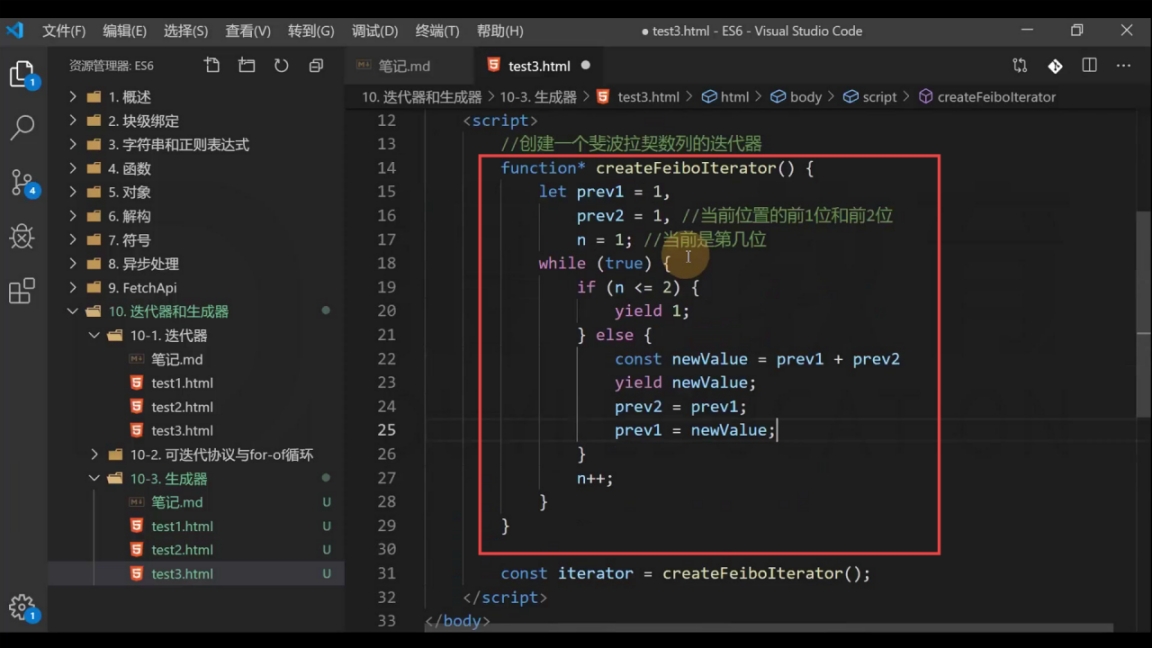 文件(F) 编辑(E) 选择(S) 查看(V) 转到(G) 调试(D) 终端(T) 帮助(H) ● test3.html - ES6 - Visual Studio Code
资源管理器: ES6
1
4
1
1. 概述
2. 块级绑定
3. 字符串和正则表达式
4. 函数
5. 对象
6. 解构
7. 符号
8. 异步处理
9. FetchApi
10. 迭代器和生成器
10-1. 迭代器
笔记.md
test1.html
test2.html
test3.html
10-2. 可迭代协议与for-of循环
10-3. 生成器
笔记.md U
test1.html U
test2.html U
test3.html U
笔记.md test3.html ●
10. 迭代器和生成器 > 10-3. 生成器 > test3.html > html > body > script > createFeiboIterator
12 <script>
13 //创建一个斐波拉契数列的迭代器
14 function* createFeiboIterator() {
15 let prev1 = 1,
16 prev2 = 1, //当前位置的前1位和前2位
17 n = 1; //当前是第几位
18 while (true) {
19 if (n <= 2) {
20 yield 1;
21 } else {
22 const newValue = prev1 + prev2
23 yield newValue;
24 prev2 = prev1;
25 prev1 = newValue;
26 }
27 n++;
28 }
29 }
30
31 const iterator = createFeiboIterator();
32 </script>
33 </body>